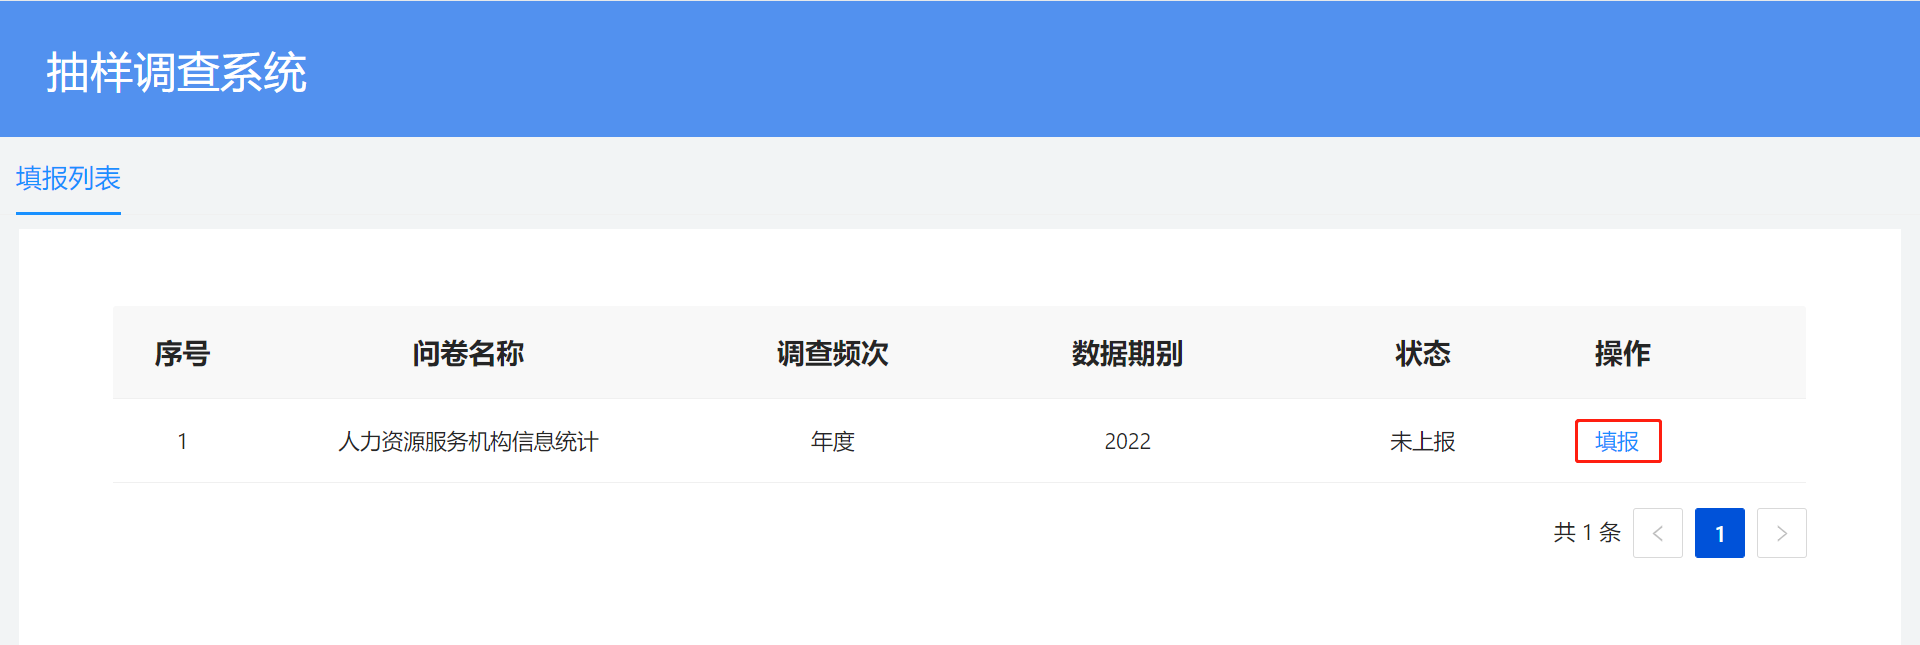 抽样调查系统
填报列表
序号 问卷名称 调查频次 数据期别 状态 操作
1 人力资源服务机构信息统计 年度 2022 未上报 填报
共 1 条 < 1 >